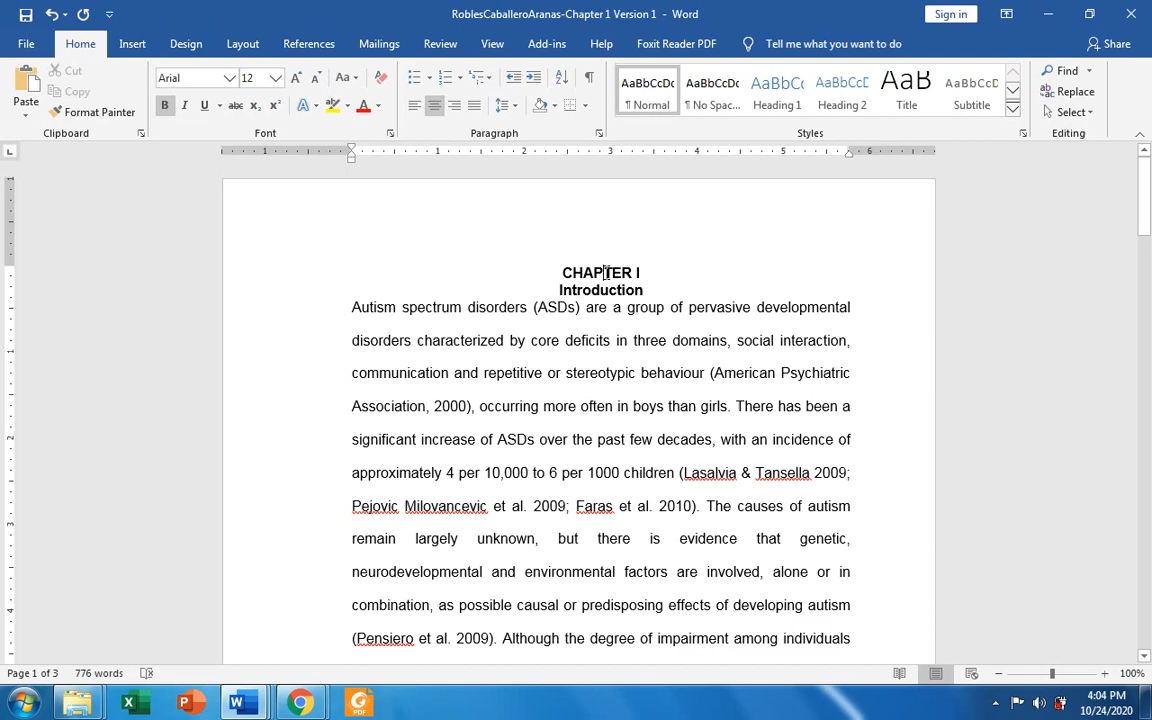 RoblesCaballeroAranas-Chapter 1 Version 1 - Word
Sign in
File Home Insert Design Layout References Mailings Review View Add-ins Help Foxit Reader PDF Tell me what you want to do Share
Paste
Cut
Copy
Format Painter
Clipboard
Arial 12
Font
Paragraph
AaBbCcDc AaBbCcDc AaBbCc AaBbCcD AaB AaBbCcD
¶ Normal ¶ No Spac... Heading 1 Heading 2 Title Subtitle
Styles
Find
Replace
Select
Editing
CHAPTER I
Introduction
Autism spectrum disorders (ASDs) are a group of pervasive developmental
disorders characterized by core deficits in three domains, social interaction,
communication and repetitive or stereotypic behaviour (American Psychiatric
Association, 2000), occurring more often in boys than girls. There has been a
significant increase of ASDs over the past few decades, with an incidence of
approximately 4 per 10,000 to 6 per 1000 children (Lasalvia & Tansella 2009;
Pejovic Milovancevic et al. 2009; Faras et al. 2010). The causes of autism
remain largely unknown, but there is evidence that genetic,
neurodevelopmental and environmental factors are involved, alone or in
combination, as possible causal or predisposing effects of developing autism
(Pensiero et al. 2009). Although the degree of impairment among individuals
Page 1 of 3 776 words 100%
4:04 PM
10/24/2020